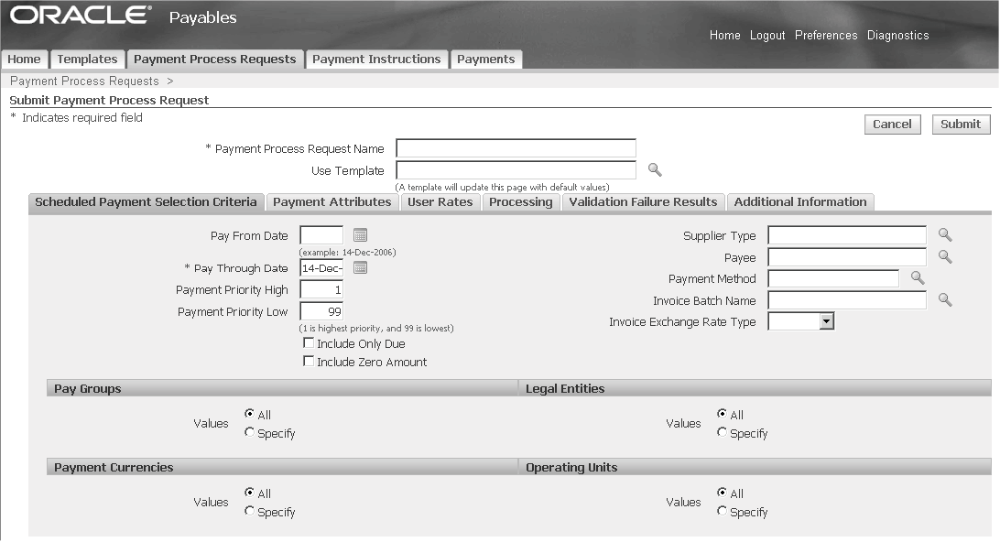 ORACLE® Payables
Home Logout Preferences Diagnostics
Home Templates Payment Process Requests Payment Instructions Payments
Payment Process Requests >
Submit Payment Process Request
* Indicates required field
Cancel Submit
* Payment Process Request Name
Use Template
(A template will update this page with default values)
Scheduled Payment Selection Criteria Payment Attributes User Rates Processing Validation Failure Results Additional Information
Pay From Date
(example: 14-Dec-2006)
* Pay Through Date 14-Dec-
Payment Priority High 1
Payment Priority Low 99
(1 is highest priority, and 99 is lowest)
Include Only Due
Include Zero Amount
Supplier Type
Payee
Payment Method
Invoice Batch Name
Invoice Exchange Rate Type
Pay Groups
Values All
Specify
Legal Entities
Values All
Specify
Payment Currencies
Values All
Specify
Operating Units
Values All
Specify